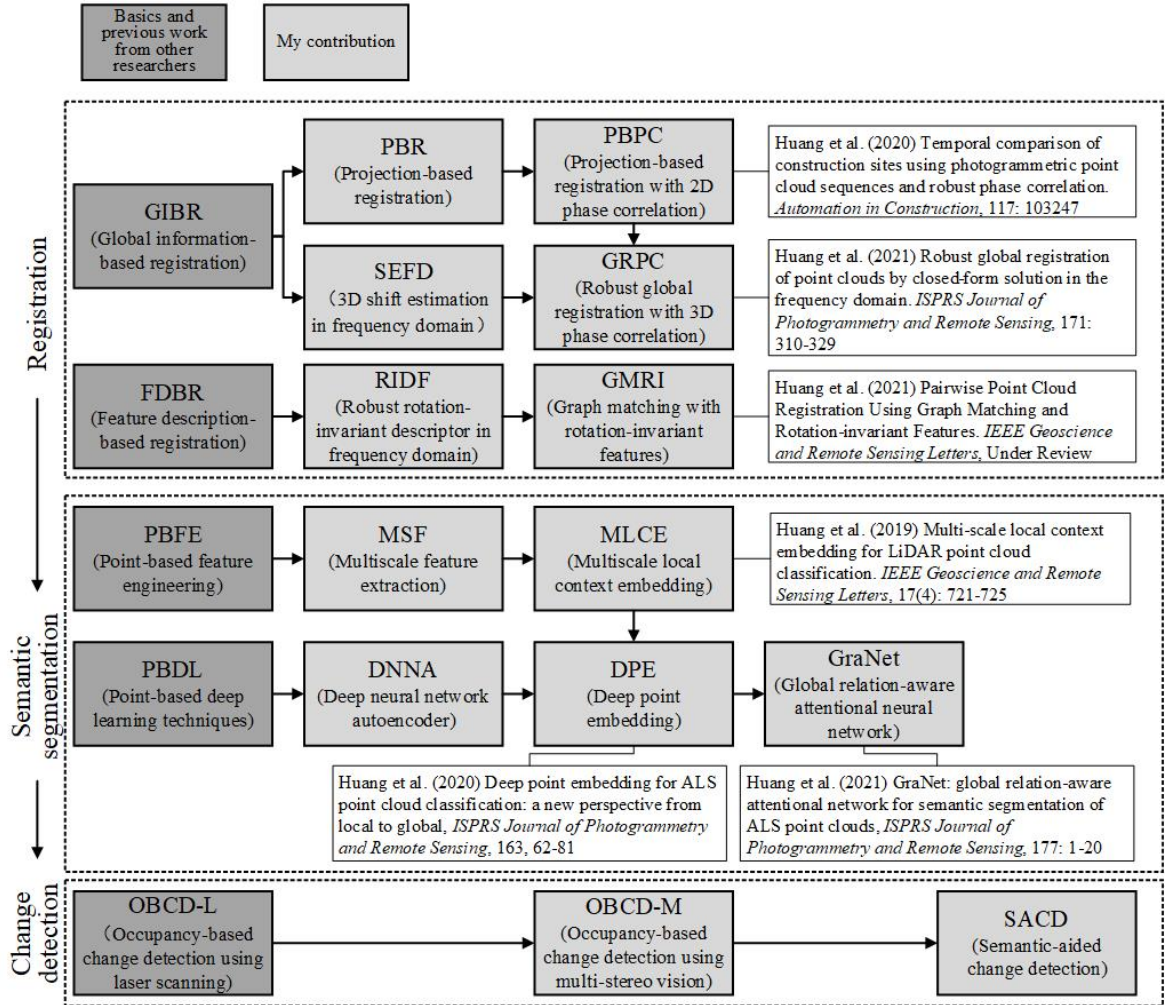 Basics and
previous work
from other
researchers
My contribution
Registration
GIBR
(Global information-
based registration)
PBR
(Projection-based
registration)
PBPC
(Projection-based
registration with 2D
phase correlation)
Huang et al. (2020) Temporal comparison of
construction sites using photogrammetric point
cloud sequences and robust phase correlation.
Automation in Construction, 117: 103247
SEFD
（3D shift estimation
in frequency domain）
GRPC
(Robust global
registration with 3D
phase correlation)
Huang et al. (2021) Robust global registration
of point clouds by closed-form solution in the
frequency domain. ISPRS Journal of
Photogrammetry and Remote Sensing, 171:
310-329
FDBR
(Feature description-
based registration)
RIDF
(Robust rotation-
invariant descriptor in
frequency domain)
GMRI
(Graph matching with
rotation-invariant
features)
Huang et al. (2021) Pairwise Point Cloud
Registration Using Graph Matching and
Rotation-invariant Features. IEEE Geoscience
and Remote Sensing Letters, Under Review
Semantic
segmentation
PBFE
(Point-based feature
engineering)
MSF
(Multiscale feature
extraction)
MLCE
(Multiscale local
context embedding)
Huang et al. (2019) Multi-scale local context
embedding for LiDAR point cloud
classification. IEEE Geoscience and Remote
Sensing Letters, 17(4): 721-725
PBDL
(Point-based deep
learning techniques)
DNNA
(Deep neural network
autoencoder)
DPE
(Deep point
embedding)
GraNet
(Global relation-aware
attentional neural
network)
Huang et al. (2020) Deep point embedding for ALS
point cloud classification: a new perspective from
local to global, ISPRS Journal of Photogrammetry
and Remote Sensing, 163, 62-81
Huang et al. (2021) GraNet: global relation-aware
attentional network for semantic segmentation of
ALS point clouds, ISPRS Journal of
Photogrammetry and Remote Sensing, 177: 1-20
Change
detection
OBCD-L
（Occupancy-based
change detection using
laser scanning)
OBCD-M
(Occupancy-based
change detection using
multi-stereo vision)
SACD
(Semantic-aided
change detection)